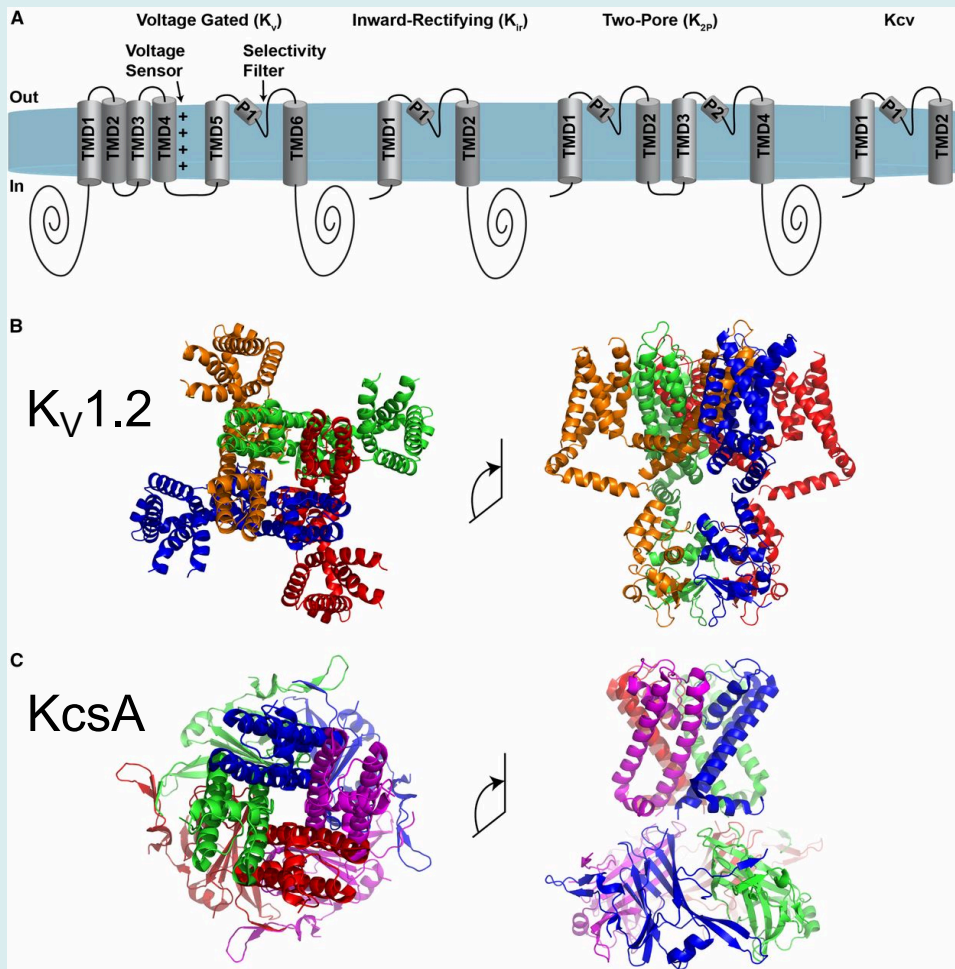 A
Voltage Gated (Kv)
Inward-Rectifying (Kir)
Two-Pore (K2P)
Kcv
Voltage
Sensor
Selectivity
Filter
Out
TMD1
TMD2
TMD3
TMD4
+
+
+
+
TMD5
P1
TMD6
TMD1
P1
TMD2
TMD1
P1
TMD2
TMD3
P2
TMD4
TMD1
P1
TMD2
In
B
KV1.2
C
KcsA